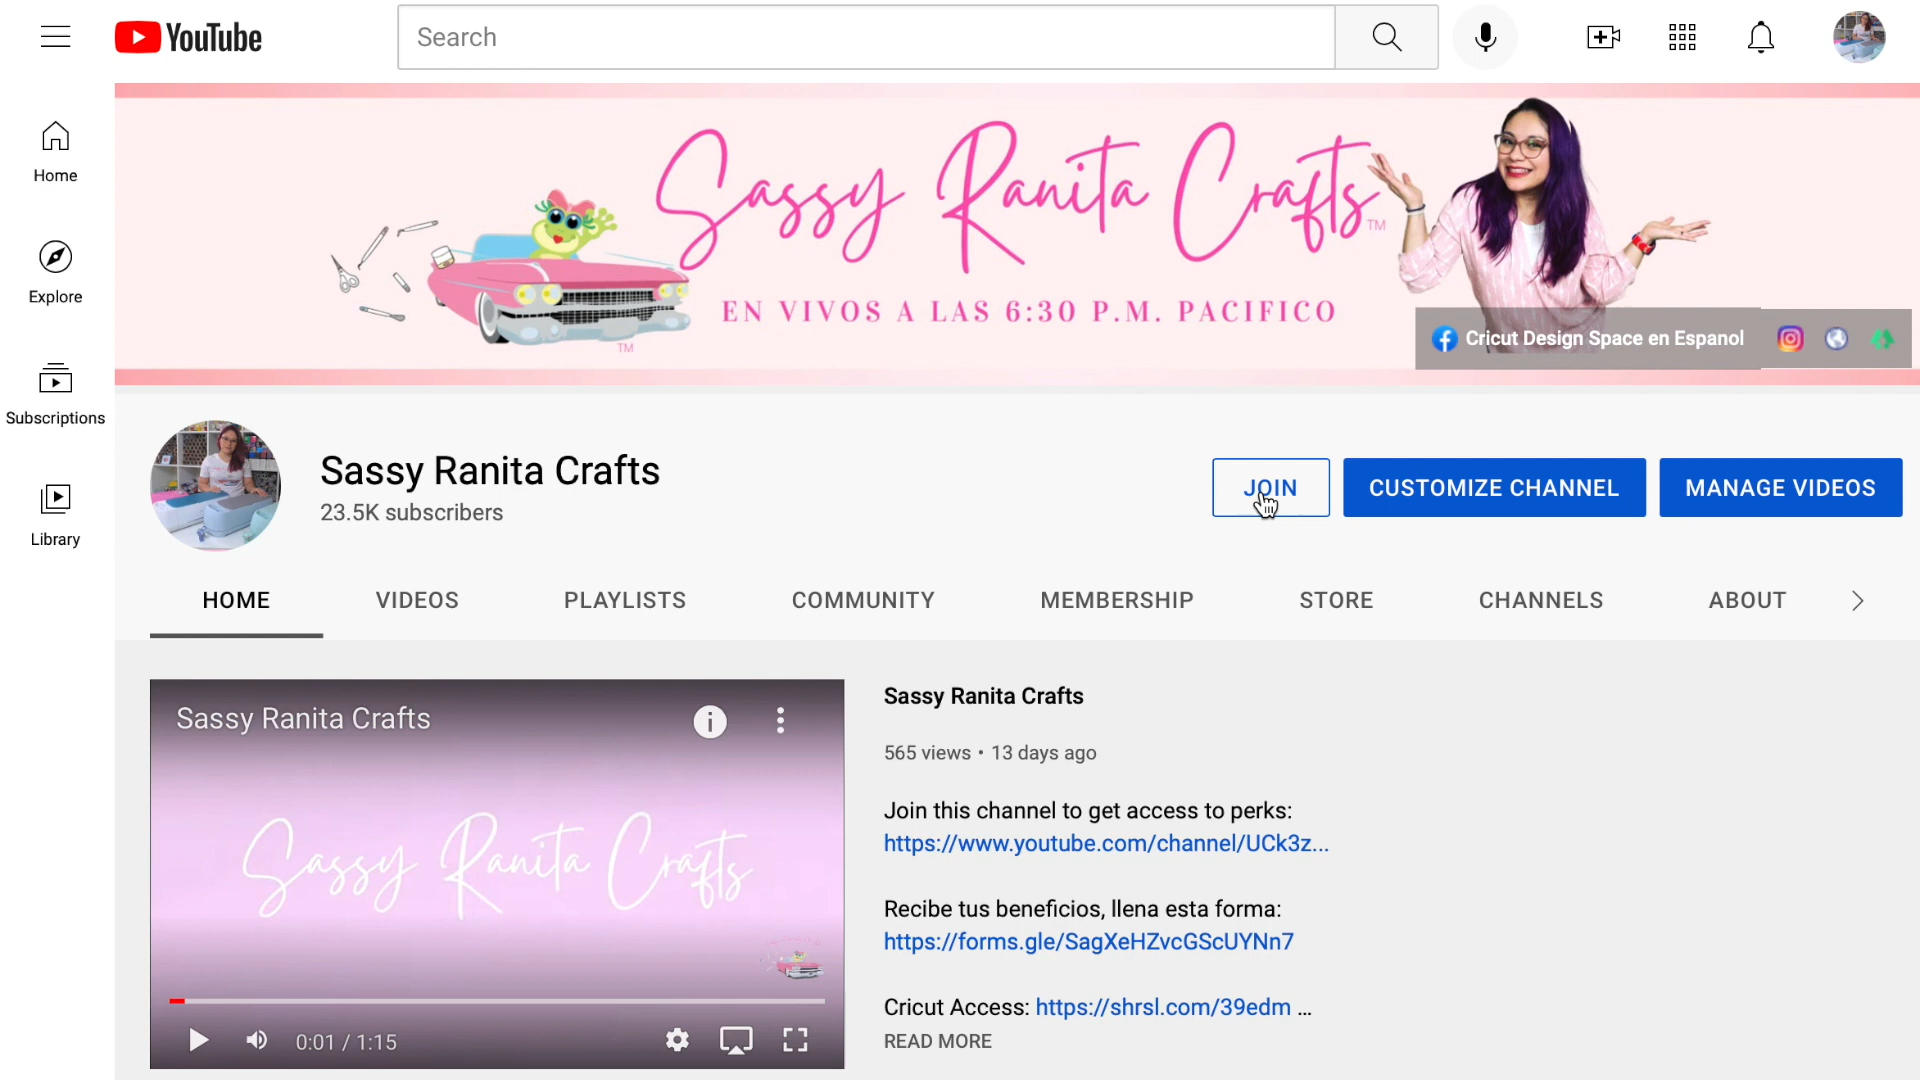 YouTube
Search
Home
Explore
Subscriptions
Library
Sassy Ranita Crafts™
EN VIVOS A LAS 6:30 P.M. PACIFICO
TM
Cricut Design Space en Espanol
Sassy Ranita Crafts
23.5K subscribers
JOIN
CUSTOMIZE CHANNEL
MANAGE VIDEOS
HOME
VIDEOS
PLAYLISTS
COMMUNITY
MEMBERSHIP
STORE
CHANNELS
ABOUT
Sassy Ranita Crafts
Sassy Ranita Crafts
0:01 / 1:15
Sassy Ranita Crafts
565 views • 13 days ago
Join this channel to get access to perks:
https://www.youtube.com/channel/UCk3z...
Recibe tus beneficios, llena esta forma:
https://forms.gle/SagXeHZvcGScUYNn7
Cricut Access: https://shrsl.com/39edm ...
READ MORE